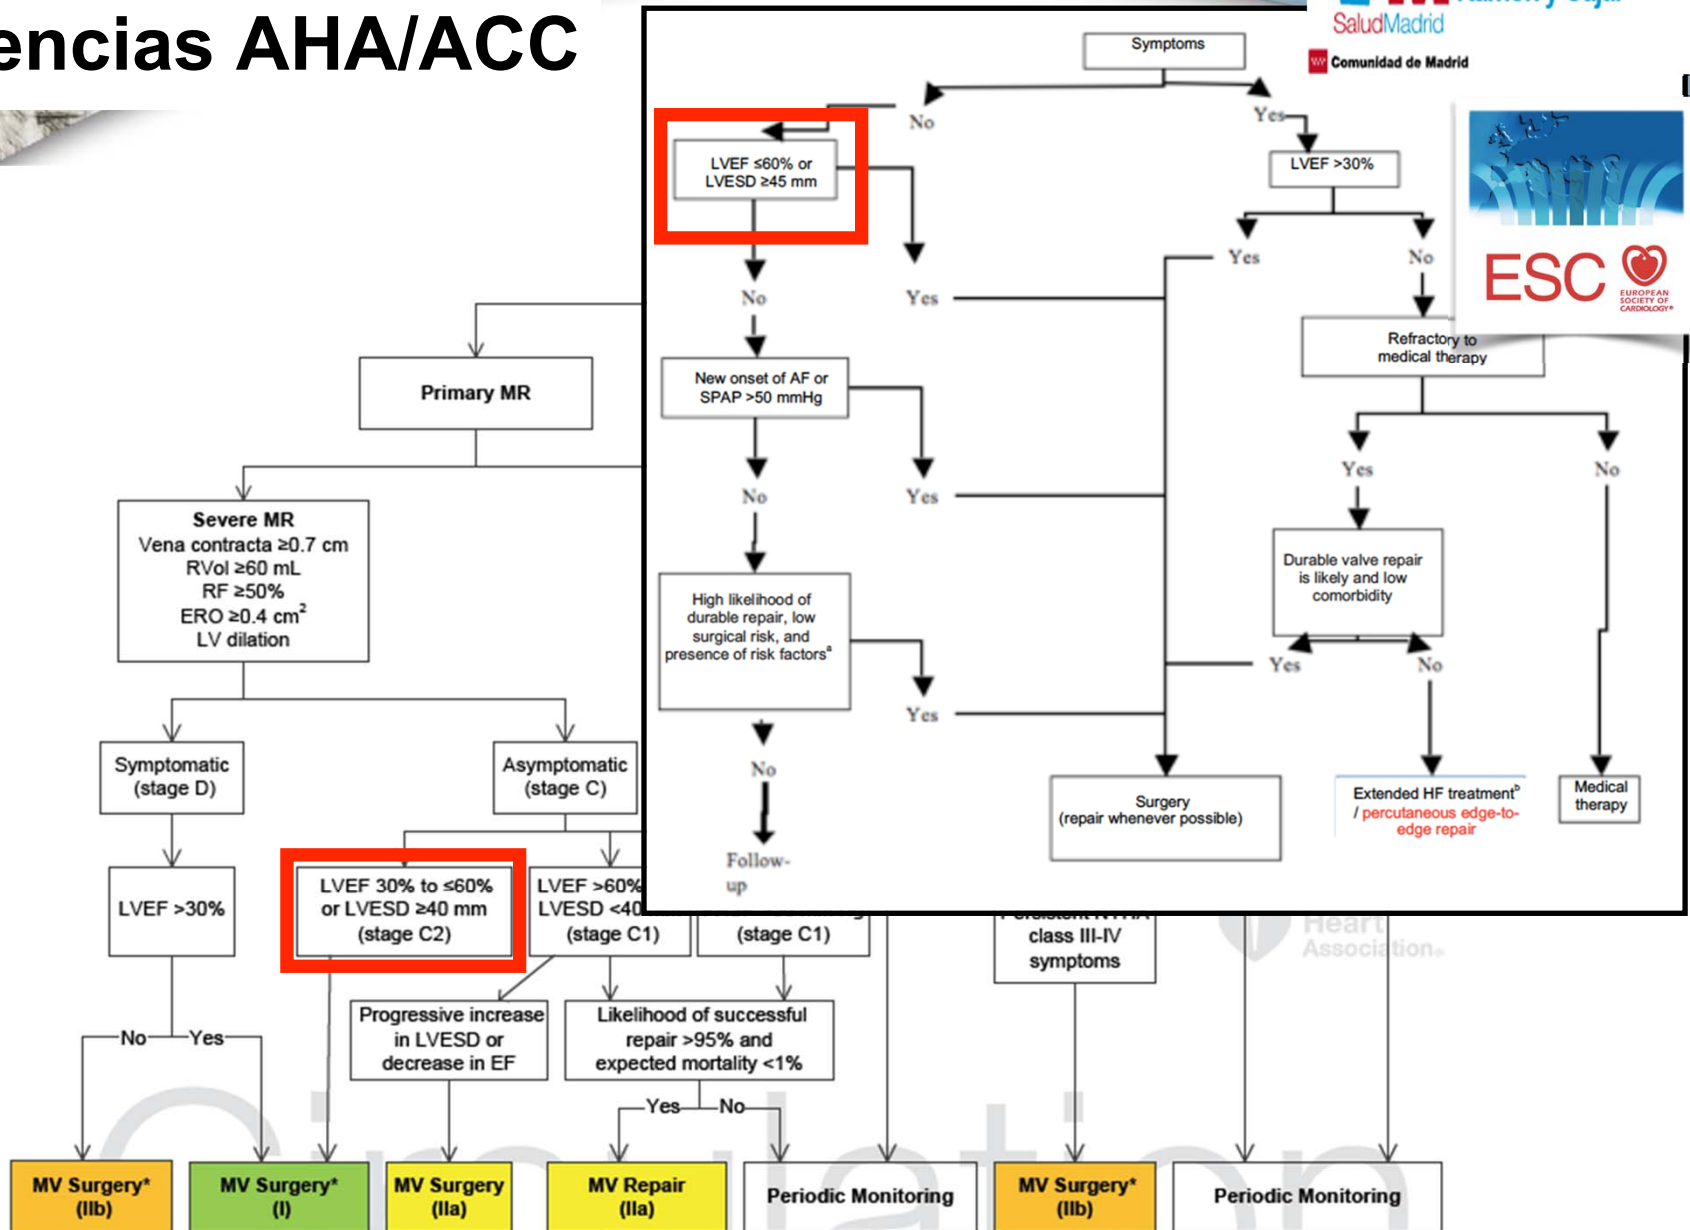 encias AHA/ACC
SaludMadrid
Comunidad de Madrid
ESC
EUROPEAN
SOCIETY OF
CARDIOLOGY®
Symptoms
No
Yes
LVEF ≤60% or
LVESD ≥45 mm
LVEF >30%
Yes
No
No
Yes
Refractory to
medical therapy
New onset of AF or
SPAP >50 mmHg
Yes
No
No
Yes
Durable valve repair
is likely and low
comorbidity
High likelihood of
durable repair, low
surgical risk, and
presence of risk factorsᵃ
Yes
No
Yes
No
Surgery
(repair whenever possible)
Extended HF treatmentᵇ
/ percutaneous edge-to-
edge repair
Medical
therapy
Follow-
up
Primary MR
Severe MR
Vena contracta ≥0.7 cm
RVol ≥60 mL
RF ≥50%
ERO ≥0.4 cm²
LV dilation
Symptomatic
(stage D)
Asymptomatic
(stage C)
LVEF >30%
LVEF 30% to ≤60%
or LVESD ≥40 mm
(stage C2)
LVEF >60%
LVESD <40
(stage C1)
(stage C1)
class III-IV
symptoms
Heart
Association®
Progressive increase
in LVESD or
decrease in EF
Likelihood of successful
repair >95% and
expected mortality <1%
No
Yes
Yes
No
MV Surgery*
(IIb)
MV Surgery*
(I)
MV Surgery
(IIa)
MV Repair
(IIa)
Periodic Monitoring
MV Surgery*
(IIb)
Periodic Monitoring